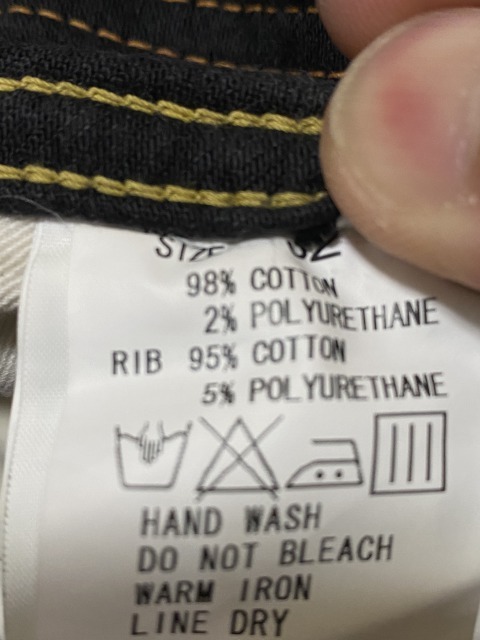 SIZE 32
98% COTTON
2% POLYURETHANE
RIB 95% COTTON
5% POLYURETHANE
HAND WASH
DO NOT BLEACH
WARM IRON
LINE DRY